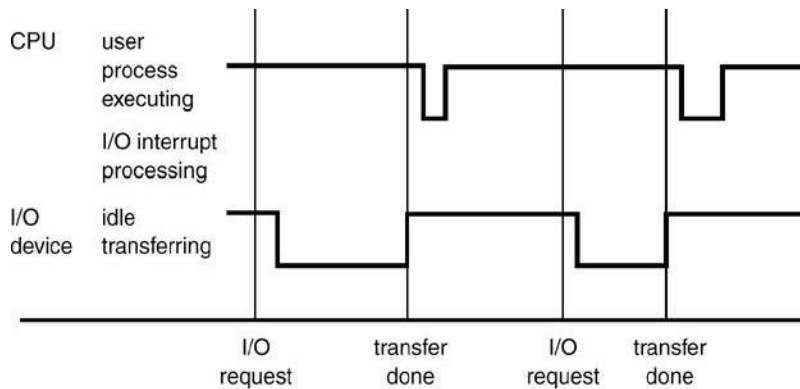 CPU user
process
executing
I/O interrupt
processing
I/O idle
device transferring
I/O transfer I/O transfer
request done request done